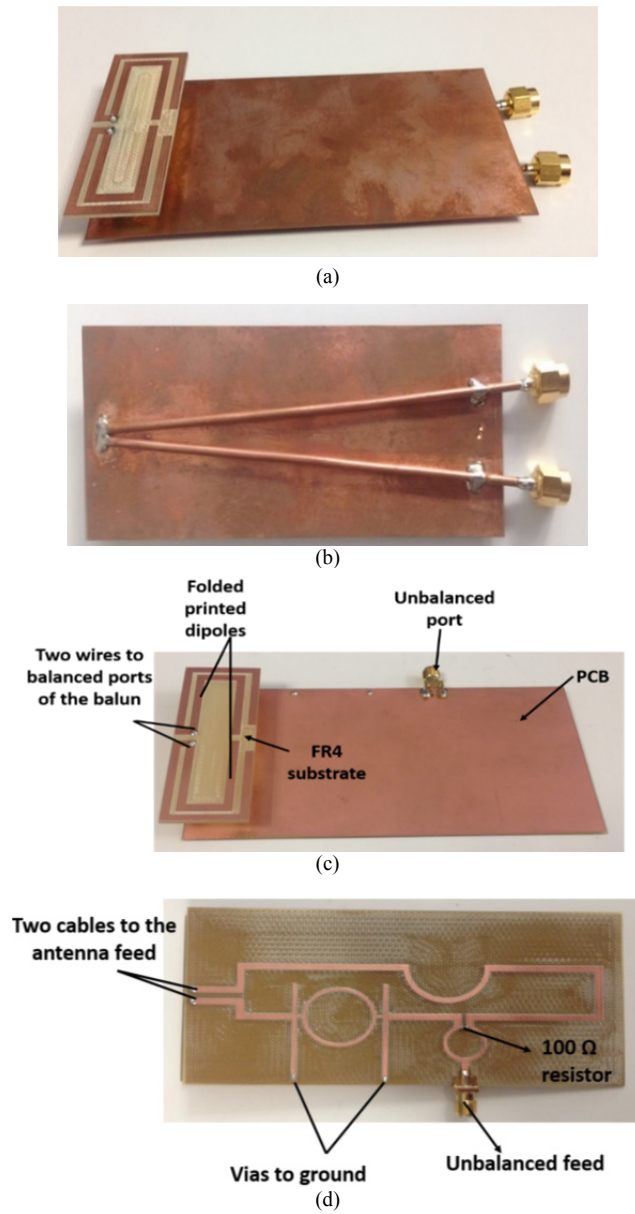 (a)
(b)
Folded
printed
dipoles
Unbalanced
port
Two wires to
balanced ports
of the balun
PCB
FR4
substrate
(c)
Two cables to the
antenna feed
100 Ω
resistor
Vias to ground
Unbalanced feed
(d)